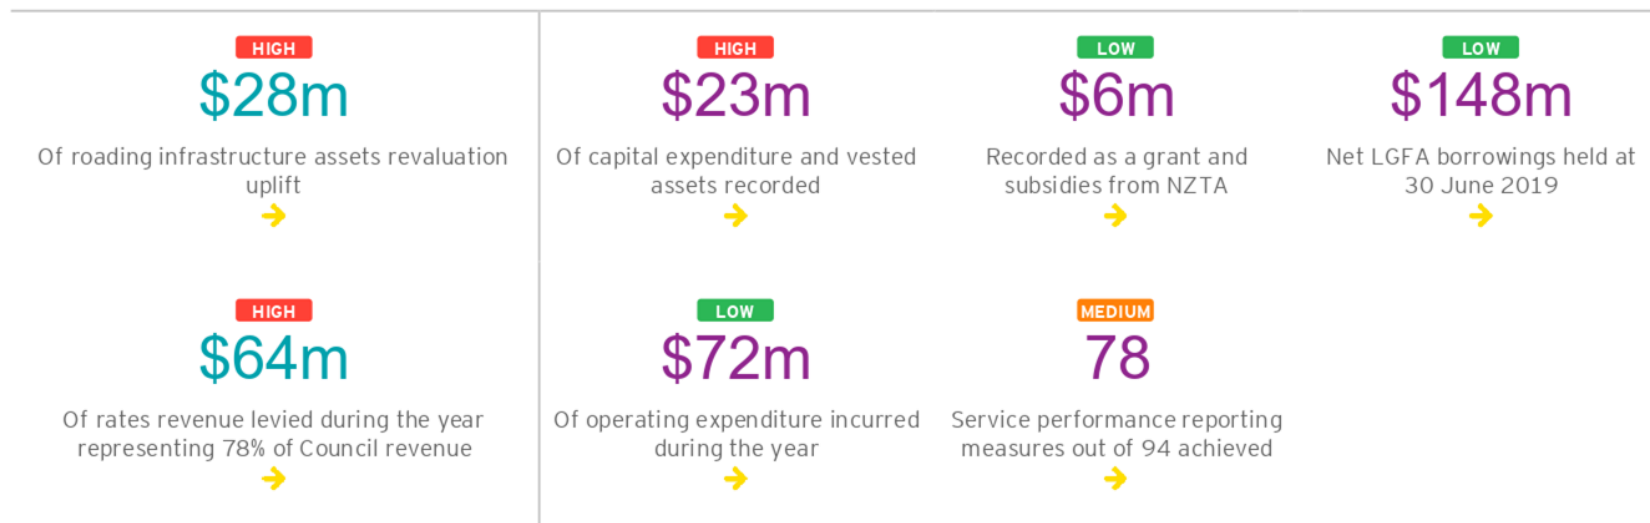 HIGH
$28m
Of roading infrastructure assets revaluation
uplift
HIGH
$23m
Of capital expenditure and vested
assets recorded
LOW
$6m
Recorded as a grant and
subsidies from NZTA
LOW
$148m
Net LGFA borrowings held at
30 June 2019
HIGH
$64m
Of rates revenue levied during the year
representing 78% of Council revenue
LOW
$72m
Of operating expenditure incurred
during the year
MEDIUM
78
Service performance reporting
measures out of 94 achieved